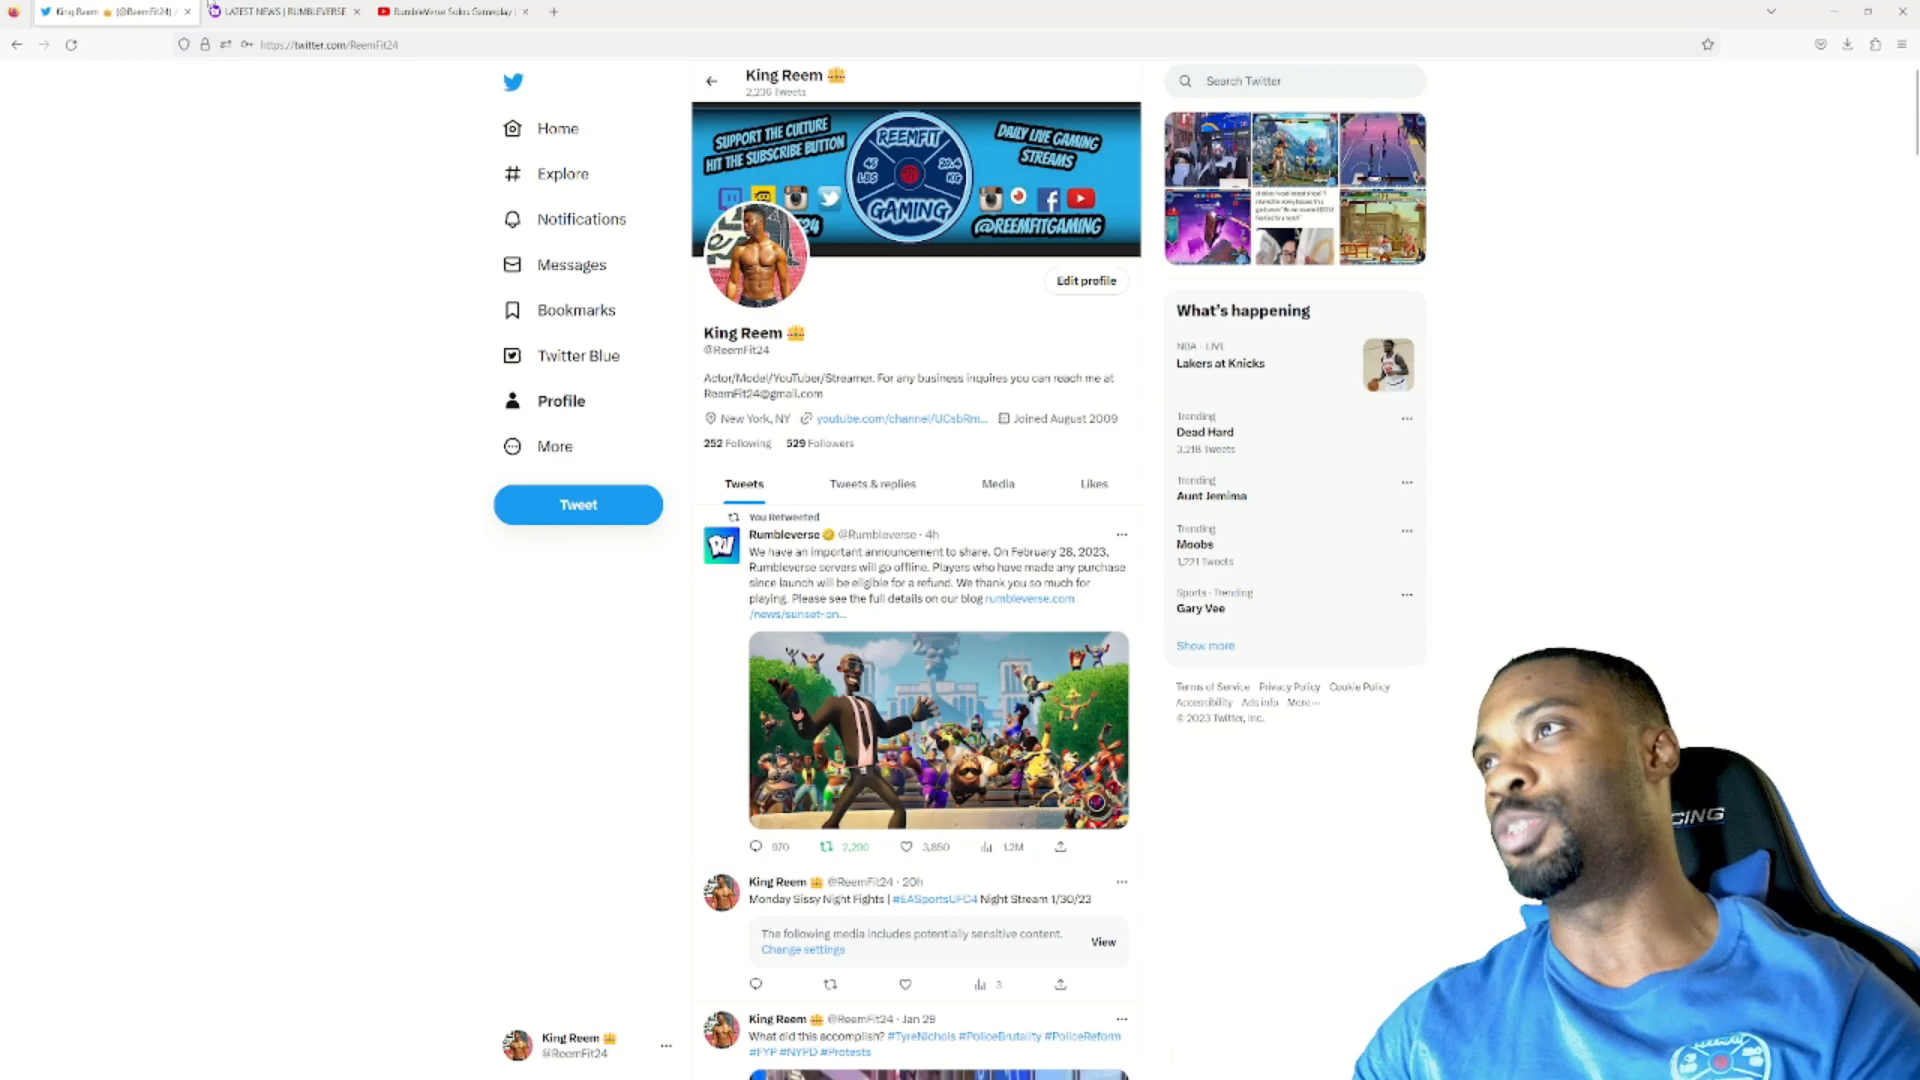 King Reem 👑 (@ReemFit24) /
LATEST NEWS | RUMBLEVERSE
RumbleVerse Solos Gameplay |
https://twitter.com/ReemFit24
King Reem 👑
2,236 Tweets
Search Twitter
Home
Explore
Notifications
Messages
Bookmarks
Twitter Blue
Profile
More
Tweet
SUPPORT THE CULTURE
HIT THE SUBSCRIBE BUTTON
REEMFIT
45 LBS
20.4 KG
GAMING
DAILY LIVE GAMING
STREAMS
@REEMFITGAMING
Edit profile
King Reem 👑
@ReemFit24
Actor/Model/YouTuber/Streamer. For any business inquires you can reach me at
ReemFit24@gmail.com
New York, NY youtube.com/channel/UCsbRm... Joined August 2009
252 Following 529 Followers
Tweets Tweets & replies Media Likes
You Retweeted
Rumbleverse @Rumbleverse · 4h
We have an important announcement to share. On February 28, 2023,
Rumbleverse servers will go offline. Players who have made any purchase
since launch will be eligible for a refund. We thank you so much for
playing. Please see the full details on our blog rumbleverse.com
/news/sunset-on...
970 2,290 3,850 1.2M
King Reem 👑 @ReemFit24 · 20h
Monday Sissy Night Fights | #EASportsUFC4 Night Stream 1/30/23
The following media includes potentially sensitive content.
Change settings
View
3
King Reem 👑 @ReemFit24 · Jan 29
What did this accomplish? #TyreNichols #PoliceBrutality #PoliceReform
#FYP #NYPD #Protests
What's happening
NBA · LIVE
Lakers at Knicks
Trending
Dead Hard
3,218 Tweets
Trending
Aunt Jemima
Trending
Moobs
1,221 Tweets
Sports · Trending
Gary Vee
Show more
Terms of Service Privacy Policy Cookie Policy
Accessibility Ads info More ···
© 2023 Twitter, Inc.
King Reem 👑
@ReemFit24